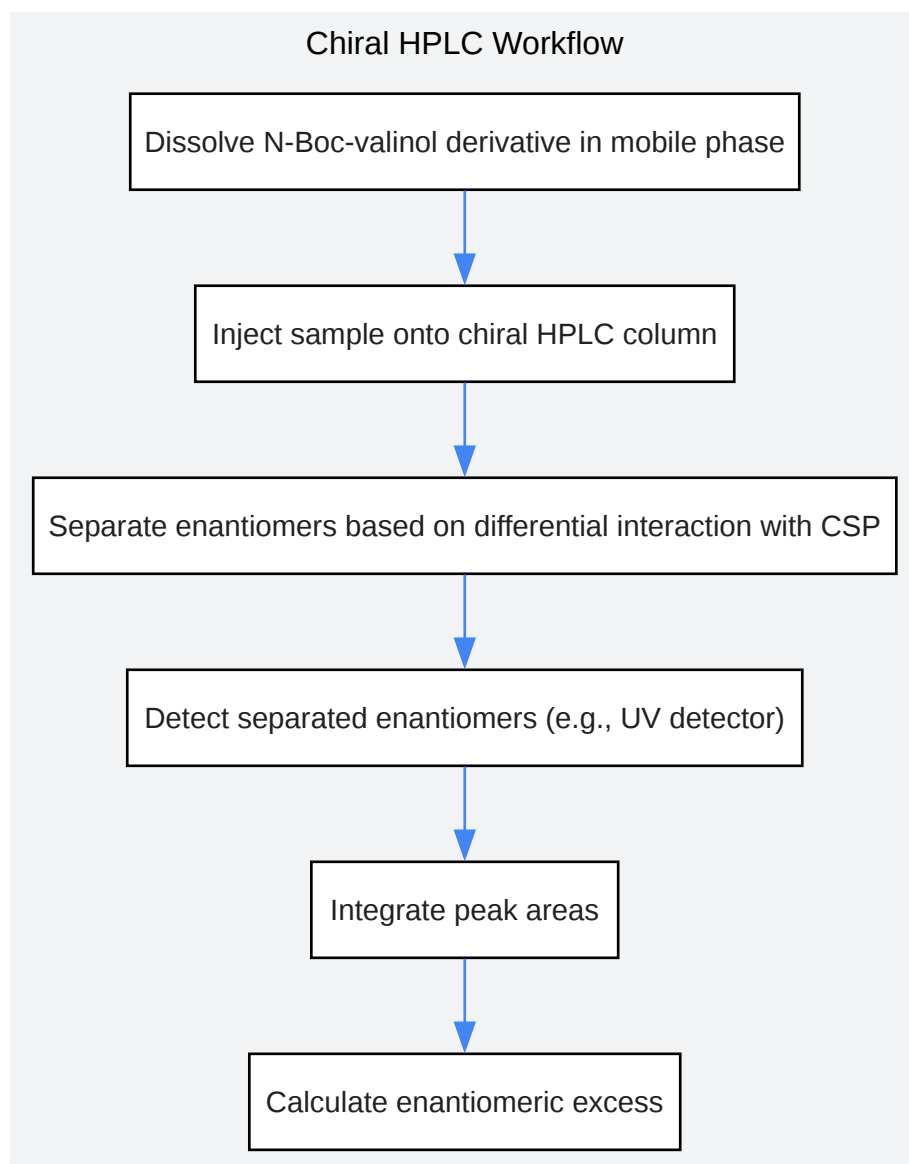 Chiral HPLC Workflow
Dissolve N-Boc-valinol derivative in mobile phase
Inject sample onto chiral HPLC column
Separate enantiomers based on differential interaction with CSP
Detect separated enantiomers (e.g., UV detector)
Integrate peak areas
Calculate enantiomeric excess